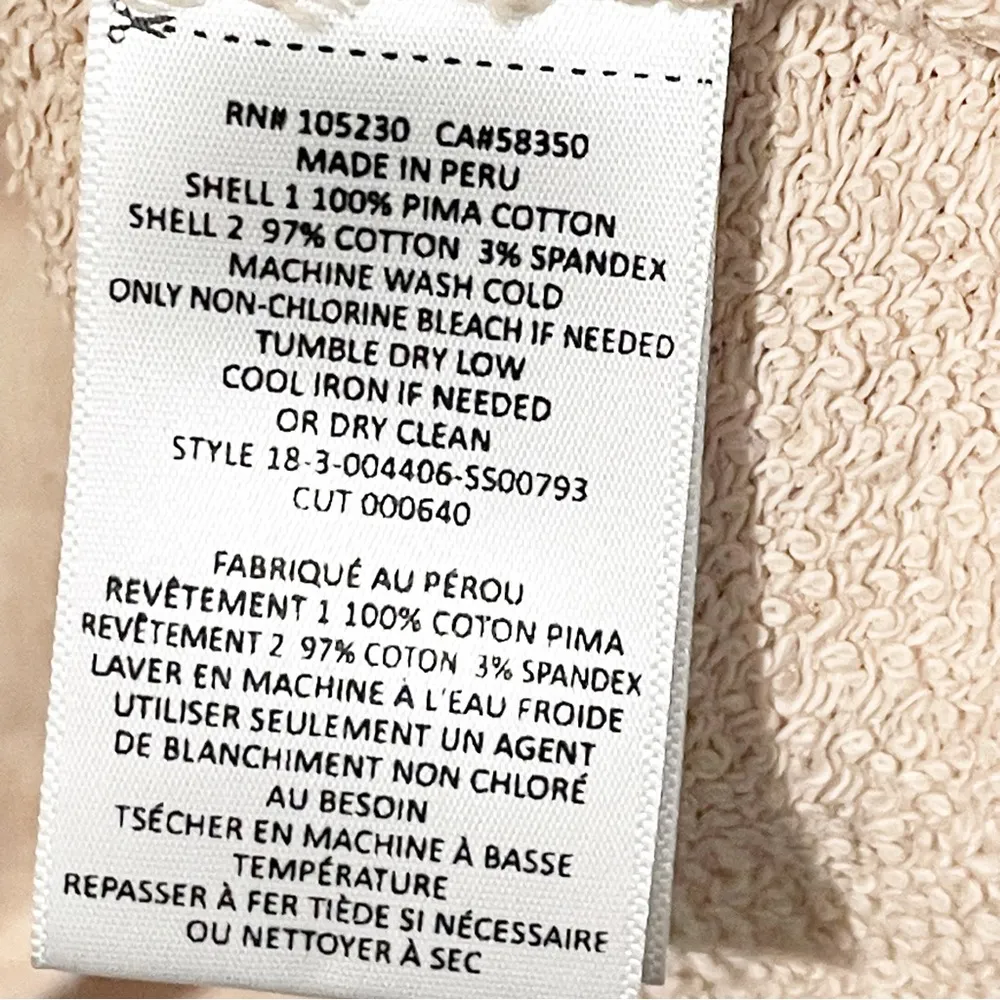 RN# 105230 CA#58350
MADE IN PERU
SHELL 1 100% PIMA COTTON
SHELL 2 97% COTTON 3% SPANDEX
MACHINE WASH COLD
ONLY NON-CHLORINE BLEACH IF NEEDED
TUMBLE DRY LOW
COOL IRON IF NEEDED
OR DRY CLEAN
STYLE 18-3-004406-SS00793
CUT 000640
FABRIQUÉ AU PÉROU
REVÊTEMENT 1 100% COTON PIMA
REVÊTEMENT 2 97% COTON 3% SPANDEX
LAVER EN MACHINE À L'EAU FROIDE
UTILISER SEULEMENT UN AGENT
DE BLANCHIMENT NON CHLORÉ
AU BESOIN
TSÉCHER EN MACHINE À BASSE
TEMPÉRATURE
REPASSER À FER TIÈDE SI NÉCESSAIRE
OU NETTOYER À SEC